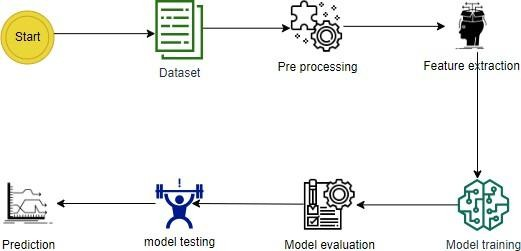 Start
Dataset
Pre processing
Feature extraction
Model training
Model evaluation
model testing
Prediction